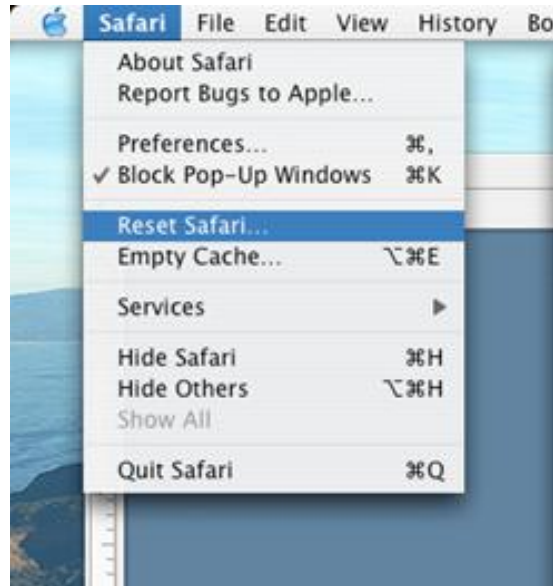 Safari File Edit View History Bo
About Safari
Report Bugs to Apple...
Preferences... ⌘,
✓ Block Pop-Up Windows ⌘K
Reset Safari...
Empty Cache... ⌥⌘E
Services ▶
Hide Safari ⌘H
Hide Others ⌥⌘H
Show All
Quit Safari ⌘Q